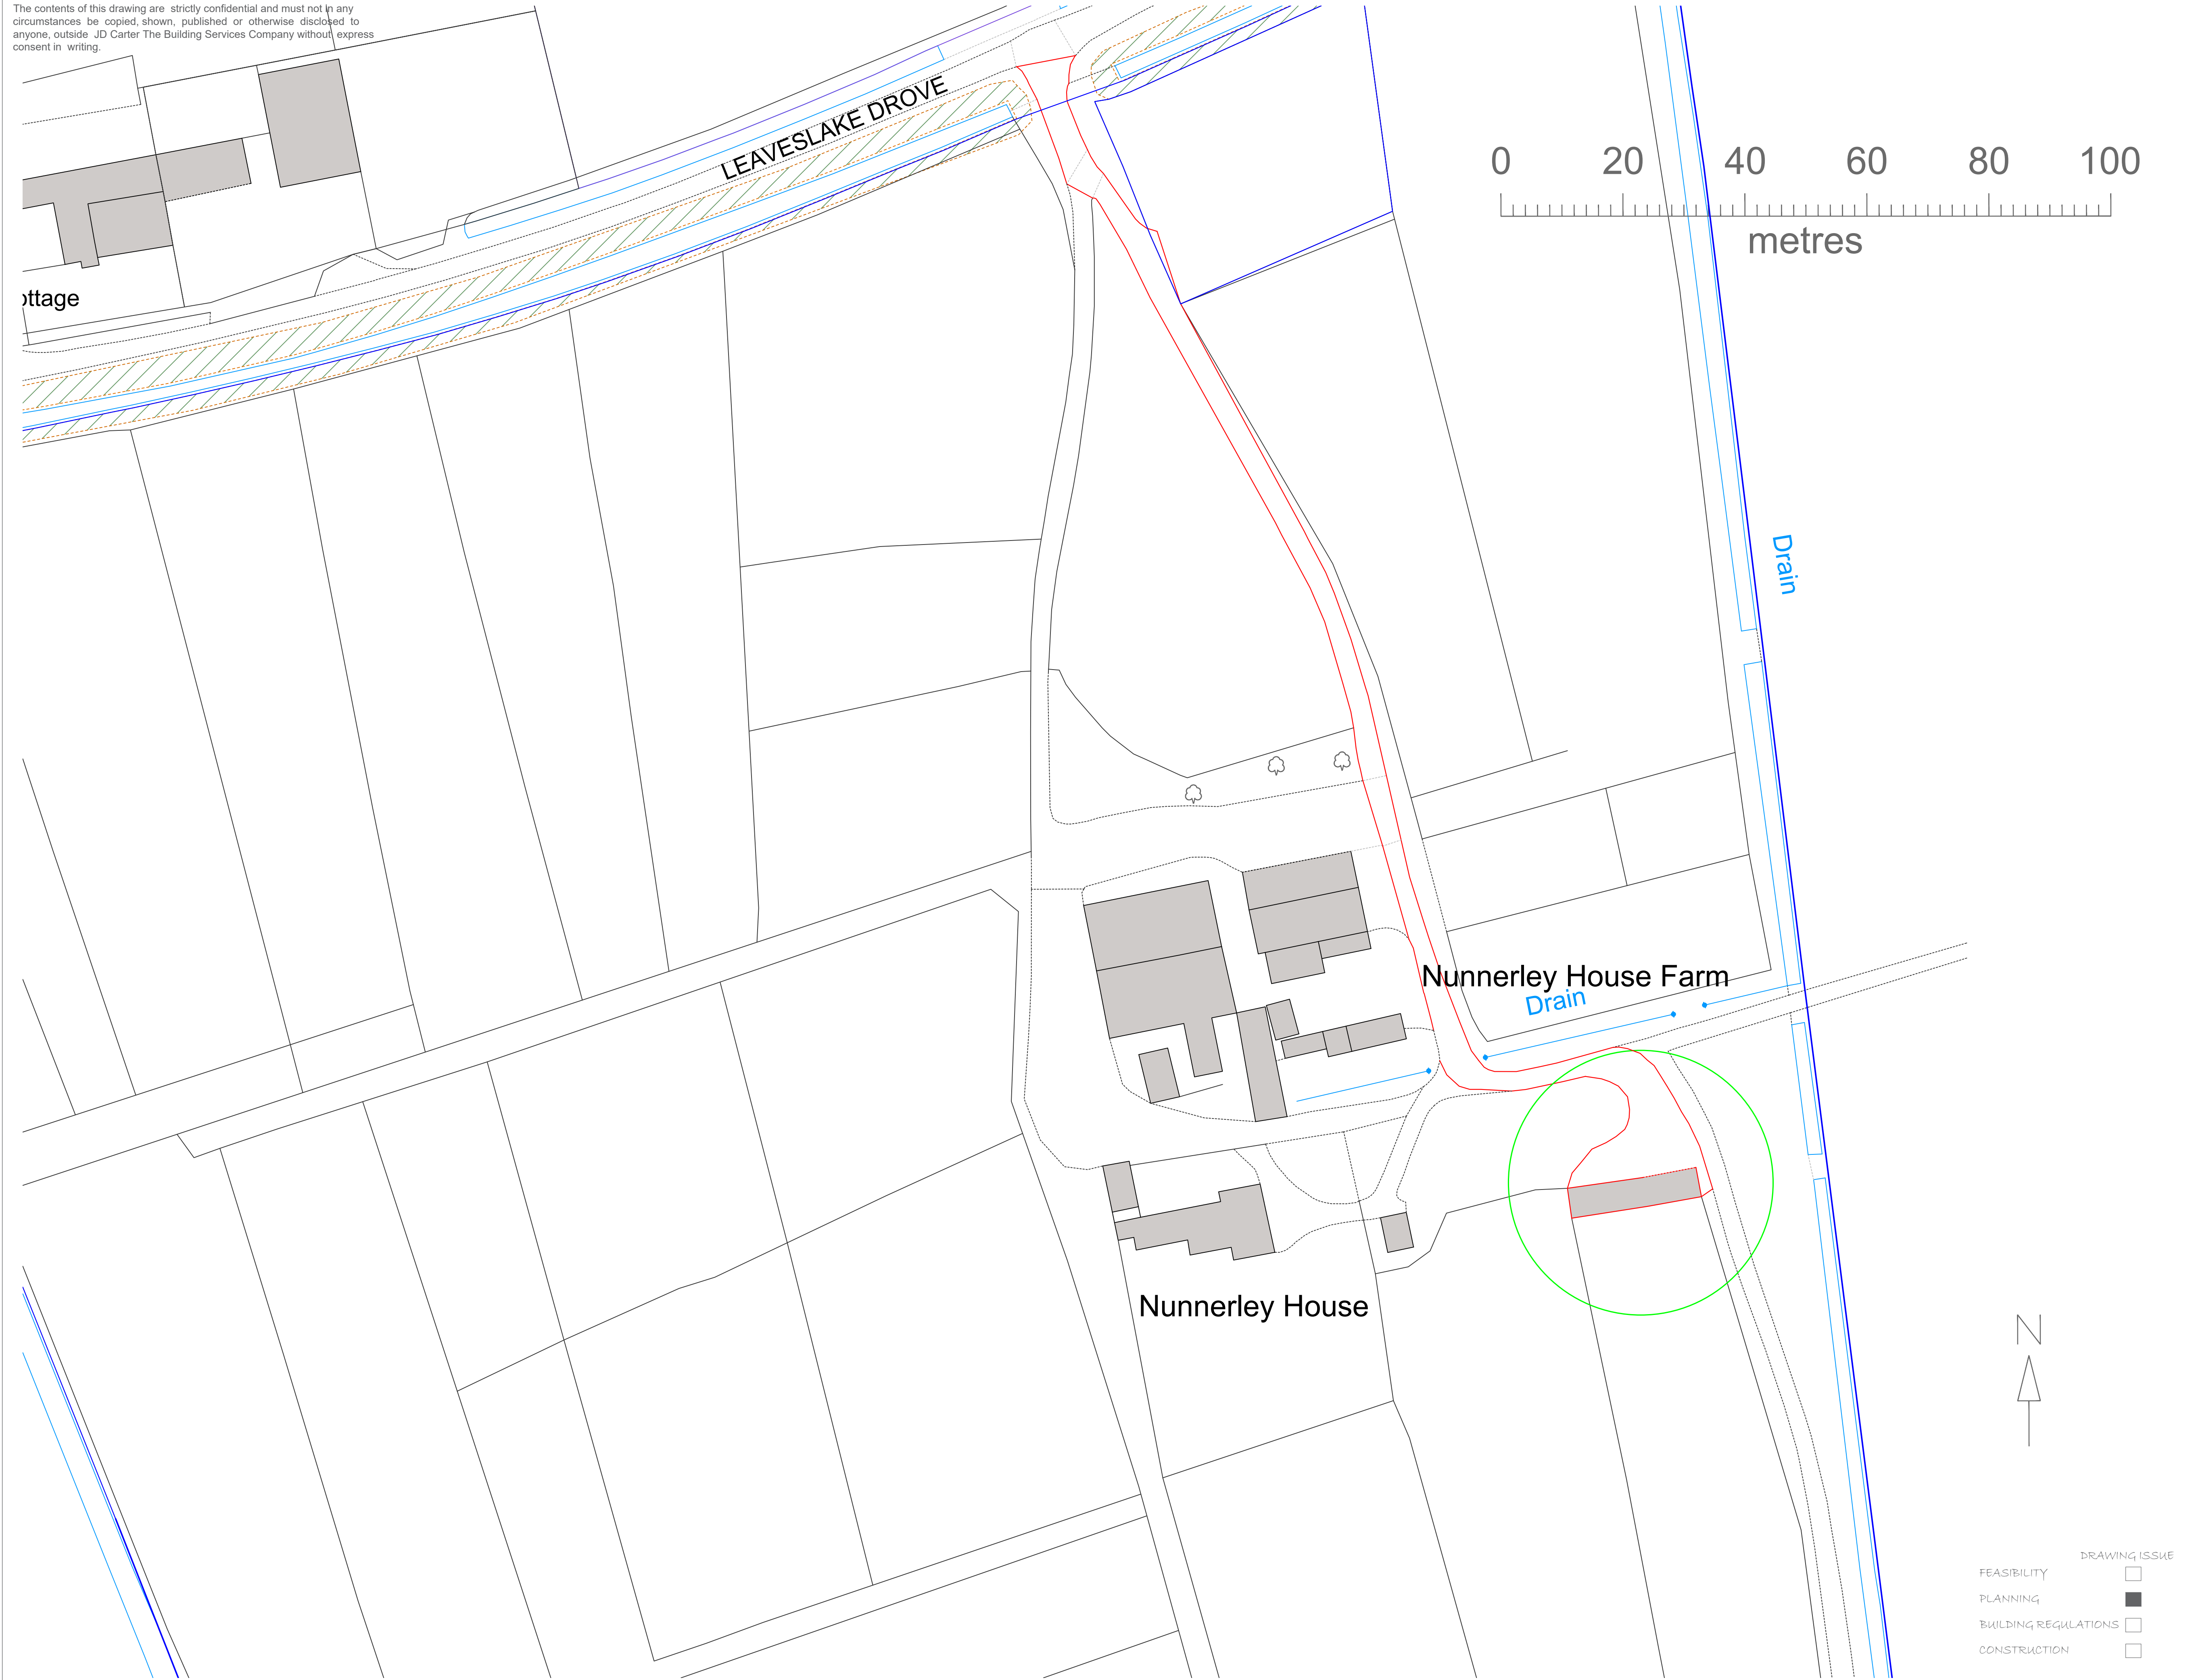 The contents of this drawing are strictly confidential and must not in any
circumstances be copied, shown, published or otherwise disclosed to
anyone, outside JD Carter The Building Services Company without express
consent in writing.
LEAVESLAKE DROVE
0 20 40 60 80 100
metres
ottage
Drain
Nunnerley House Farm
Drain
Nunnerley House
N
DRAWING ISSUE
FEASIBILITY
PLANNING
BUILDING REGULATIONS
CONSTRUCTION